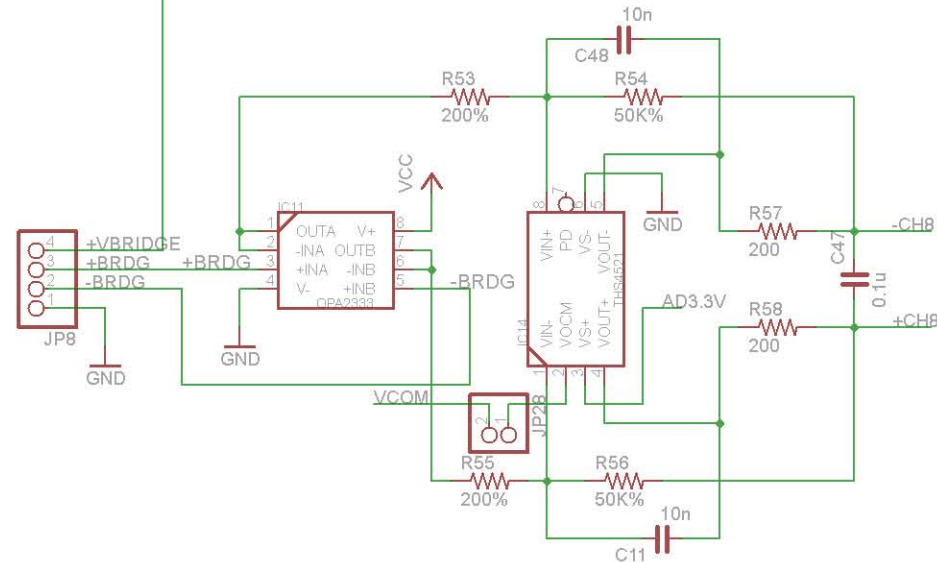 10n
C48
R53
200%
R54
50K%
VCC
IC11
1
2
3
4
8
7
6
5
OUTA
-INA
+INA
V-
V+
OUTB
-INB
+INB
OPA2333
4
3
2
1
+VBRIDGE
+BRDG
-BRDG
JP8
GND
+BRDG
-BRDG
GND
8
7
6
5
VIN+
PD
VS-
VOUT-
VIN-
VOCM
VS+
VOUT+
IC14
THS4521
1
2
3
4
GND
AD3.3V
R57
200
R58
200
C47
0.1u
-CH8
+CH8
VCOM
2
1
JP28
R55
200%
R56
50K%
10n
C11